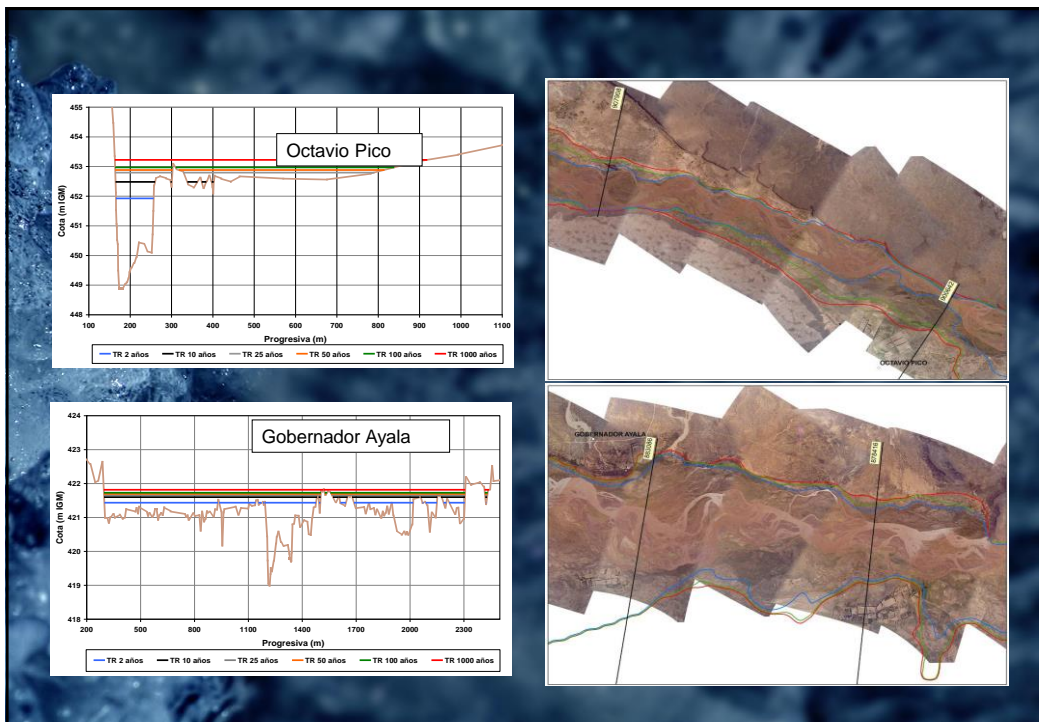 Octavio Pico
Cota (m IGM)
455
454
453
452
451
450
449
448
100 200 300 400 500 600 700 800 900 1000 1100
Progresiva (m)
TR 2 años TR 10 años TR 25 años TR 50 años TR 100 años TR 1000 años
OCTAVIO PICO
Gobernador Ayala
Cota (m IGM)
424
423
422
421
420
419
418
200 500 800 1100 1400 1700 2000 2300
Progresiva (m)
TR 2 años TR 10 años TR 25 años TR 50 años TR 100 años TR 1000 años
GOBERNADOR AYALA